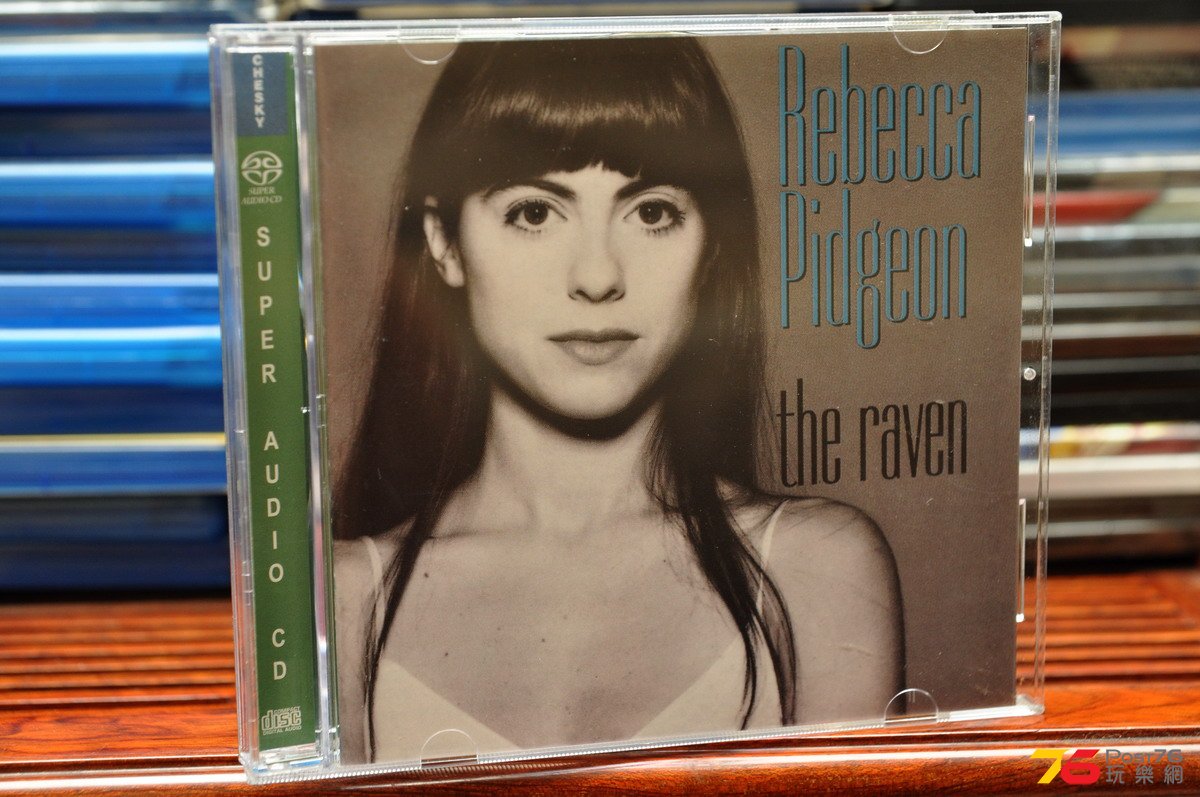 CHESKY
SUPER
AUDIO CD
SUPER AUDIO CD
COMPACT
disc
DIGITAL AUDIO
Rebecca
Pidgeon
the raven
76
Post76
玩樂網